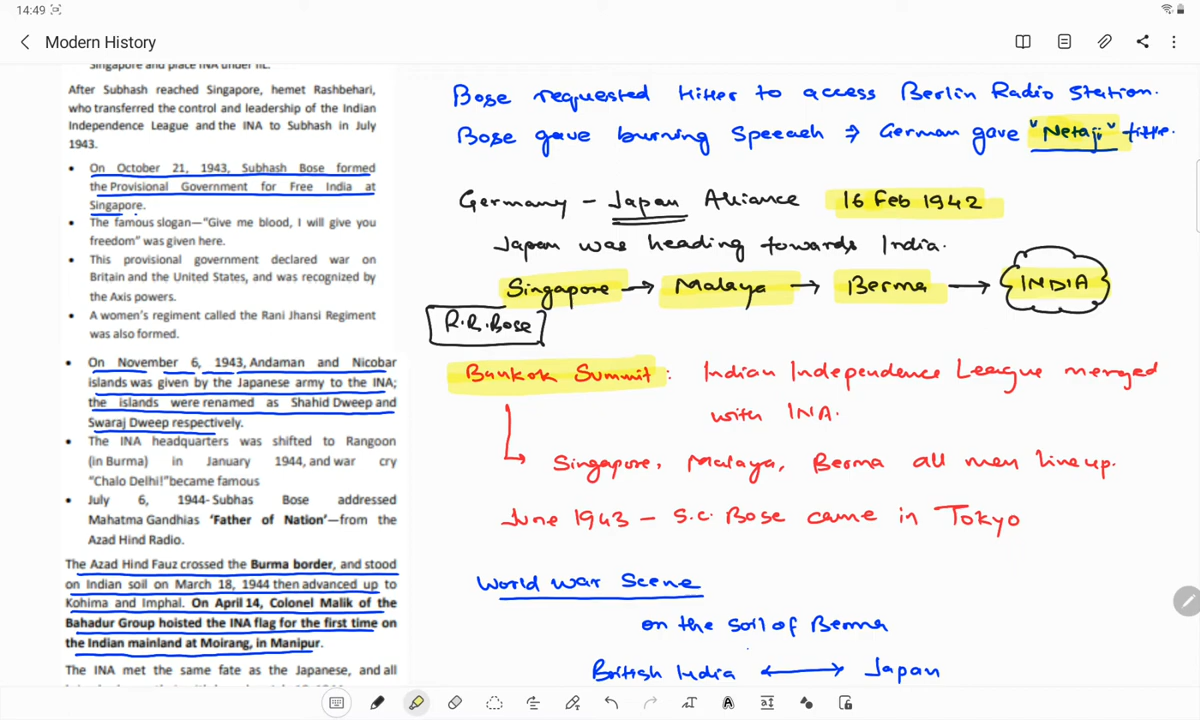 14:49
Modern History
Singapore and place INA under IIL.
After Subhash reached Singapore, hemet Rashbehari,
who transferred the control and leadership of the Indian
Independence League and the INA to Subhash in July
1943.
• On October 21, 1943, Subhash Bose formed
the Provisional Government for Free India at
Singapore.
• The famous slogan—“Give me blood, I will give you
freedom” was given here.
• This provisional government declared war on
Britain and the United States, and was recognized by
the Axis powers.
• A women's regiment called the Rani Jhansi Regiment
was also formed.
• On November 6, 1943, Andaman and Nicobar
islands was given by the Japanese army to the INA;
the islands were renamed as Shahid Dweep and
Swaraj Dweep respectively.
• The INA headquarters was shifted to Rangoon
(in Burma) in January 1944, and war cry
“Chalo Delhi!”became famous
• July 6, 1944- Subhas Bose addressed
Mahatma Gandhias ‘Father of Nation’—from the
Azad Hind Radio.
The Azad Hind Fauz crossed the Burma border, and stood
on Indian soil on March 18, 1944 then advanced up to
Kohima and Imphal. On April 14, Colonel Malik of the
Bahadur Group hoisted the INA flag for the first time on
the Indian mainland at Moirang, in Manipur.
The INA met the same fate as the Japanese, and all
Bose requested Hitler to access Berlin Radio Station.
Bose gave burning Speech ⇒ German gave "Netaji" title.
Germany - Japan Alliance 16 Feb 1942
Japan was heading towards India.
Singapore → Malaya → Berma → INDIA
R.B.Bose
Bankok Summit : Indian Independence League merged
with INA.
Singapore, Malaya, Berma all men line up.
June 1943 - S.C. Bose came in Tokyo
World War Scene
on the soil of Berma
British India ↔ Japan